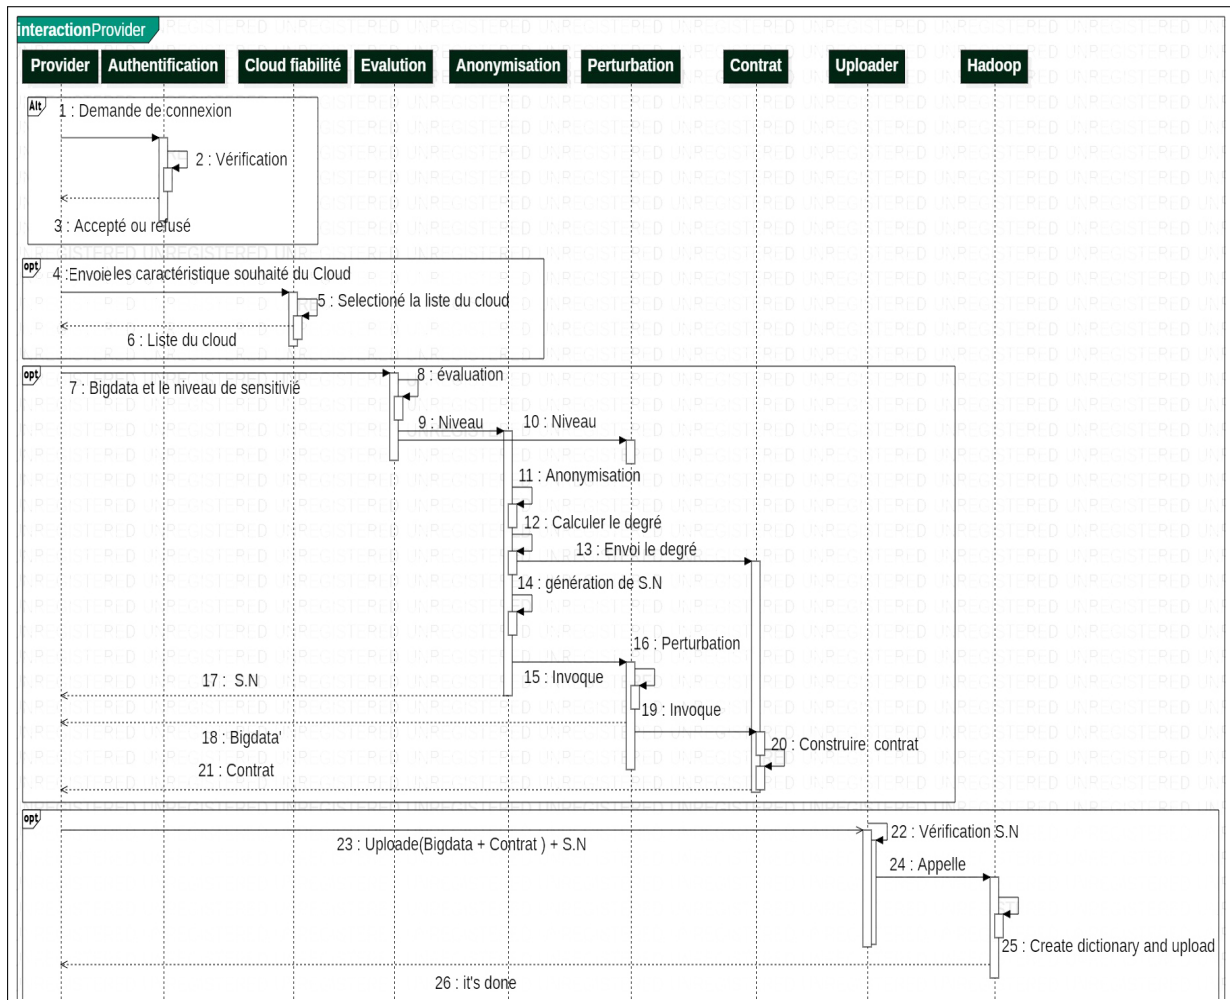 interactionProvider
Provider Authentification Cloud fiabilité Evalution Anonymisation Perturbation Contrat Uploader Hadoop
Alt
1 : Demande de connexion
2 : Vérification
3 : Accepté ou refusé
opt
4 :Envoie les caractéristique souhaité du Cloud
5 : Selectioné la liste du cloud
6 : Liste du cloud
opt
8 : évaluation
7 : Bigdata et le niveau de sensitivié
9 : Niveau
10 : Niveau
11 : Anonymisation
12 : Calculer le degré
13 : Envoi le degré
14 : génération de S.N
16 : Perturbation
15 : Invoque
17 : S.N
19 : Invoque
18 : Bigdata'
20 : Construire contrat
21 : Contrat
opt
22 : Vérification S.N
23 : Uploade(Bigdata + Contrat ) + S.N
24 : Appelle
25 : Create dictionary and upload
26 : it's done
UNREGISTERED